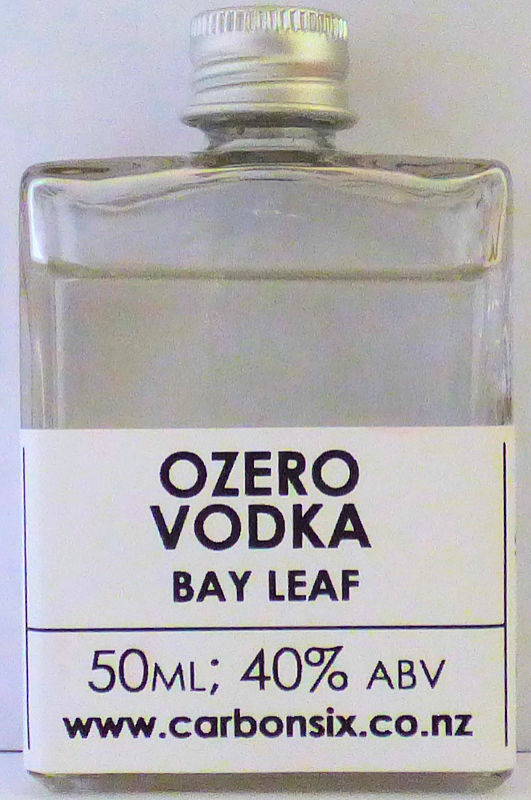 OZERO
VODKA
BAY LEAF
50ML; 40% ABV
www.carbonsix.co.nz